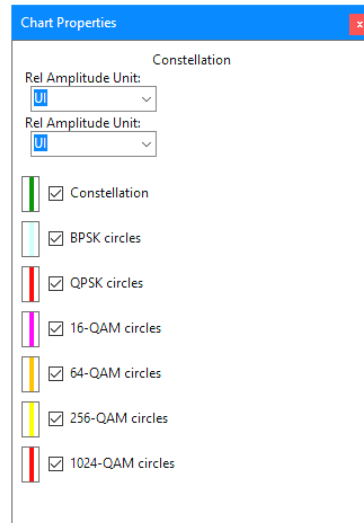 Chart Properties
x
Constellation
Rel Amplitude Unit:
UI
Rel Amplitude Unit:
UI
Constellation
BPSK circles
QPSK circles
16-QAM circles
64-QAM circles
256-QAM circles
1024-QAM circles